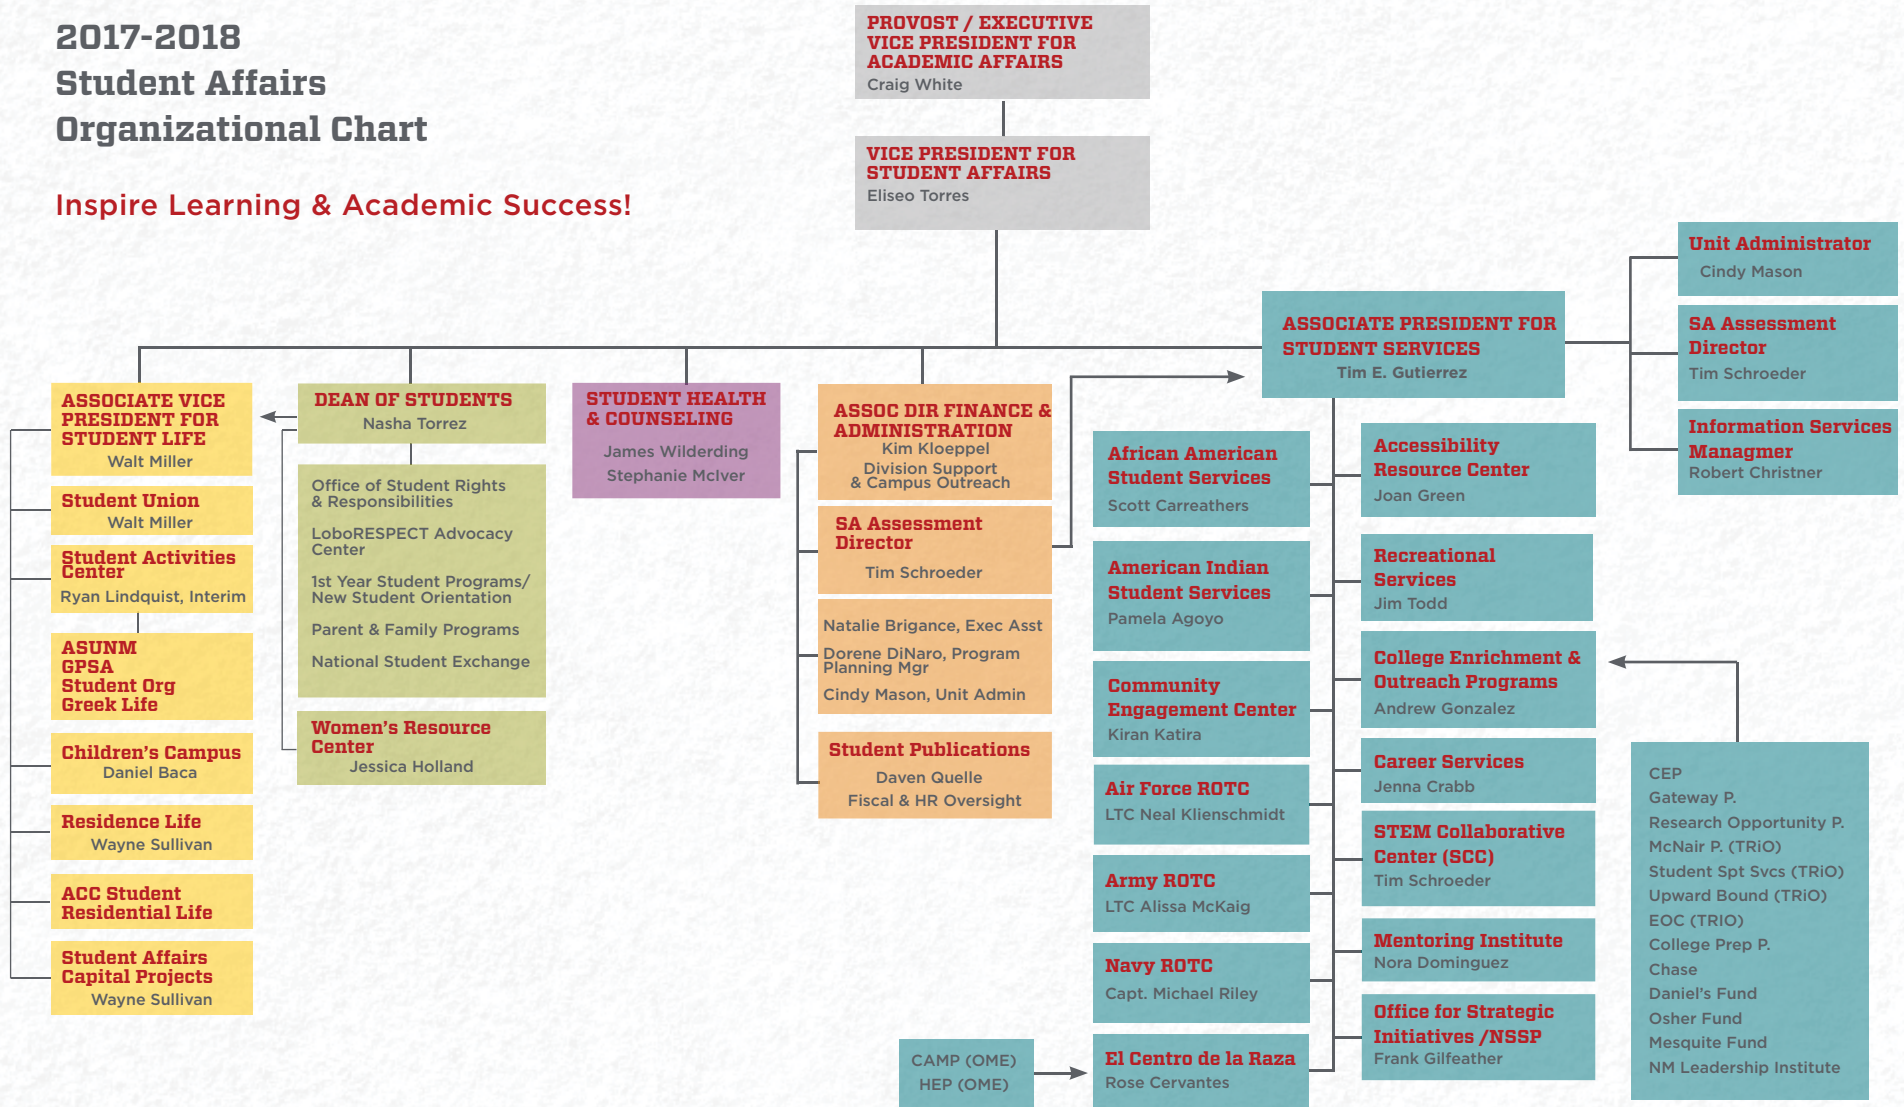 2017-2018
Student Affairs
Organizational Chart
Inspire Learning & Academic Success!
PROVOST / EXECUTIVE
VICE PRESIDENT FOR
ACADEMIC AFFAIRS
Craig White
VICE PRESIDENT FOR
STUDENT AFFAIRS
Eliseo Torres
ASSOCIATE VICE
PRESIDENT FOR
STUDENT LIFE
Walt Miller
Student Union
Walt Miller
Student Activities
Center
Ryan Lindquist, Interim
ASUNM
GPSA
Student Org
Greek Life
Children's Campus
Daniel Baca
Residence Life
Wayne Sullivan
ACC Student
Residential Life
Student Affairs
Capital Projects
Wayne Sullivan
DEAN OF STUDENTS
Nasha Torrez
Office of Student Rights
& Responsibilities
LoboRESPECT Advocacy
Center
1st Year Student Programs/
New Student Orientation
Parent & Family Programs
National Student Exchange
Women's Resource
Center
Jessica Holland
STUDENT HEALTH
& COUNSELING
James Wilderding
Stephanie McIver
ASSOC DIR FINANCE &
ADMINISTRATION
Kim Kloeppel
Division Support
& Campus Outreach
SA Assessment
Director
Tim Schroeder
Natalie Brigance, Exec Asst
Dorene DiNaro, Program
Planning Mgr
Cindy Mason, Unit Admin
Student Publications
Daven Quelle
Fiscal & HR Oversight
ASSOCIATE PRESIDENT FOR
STUDENT SERVICES
Tim E. Gutierrez
Unit Administrator
Cindy Mason
SA Assessment
Director
Tim Schroeder
Information Services
Managmer
Robert Christner
African American
Student Services
Scott Carreathers
American Indian
Student Services
Pamela Agoyo
Community
Engagement Center
Kiran Katira
Air Force ROTC
LTC Neal Klienschmidt
Army ROTC
LTC Alissa McKaig
Navy ROTC
Capt. Michael Riley
El Centro de la Raza
Rose Cervantes
CAMP (OME)
HEP (OME)
Accessibility
Resource Center
Joan Green
Recreational
Services
Jim Todd
College Enrichment &
Outreach Programs
Andrew Gonzalez
Career Services
Jenna Crabb
STEM Collaborative
Center (SCC)
Tim Schroeder
Mentoring Institute
Nora Dominguez
Office for Strategic
Initiatives /NSSP
Frank Gilfeather
CEP
Gateway P.
Research Opportunity P.
McNair P. (TRiO)
Student Spt Svcs (TRiO)
Upward Bound (TRiO)
EOC (TRIO)
College Prep P.
Chase
Daniel's Fund
Osher Fund
Mesquite Fund
NM Leadership Institute